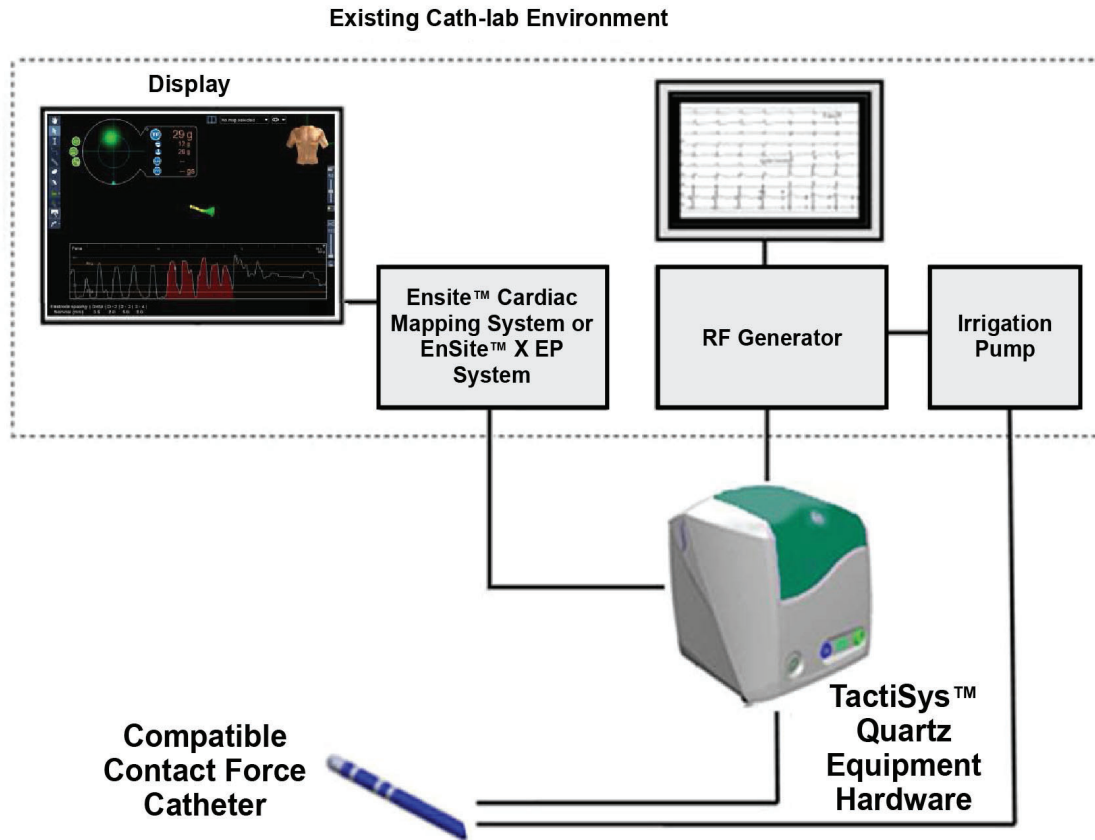 Existing Cath-lab Environment
Display
29 g
Ensite™ Cardiac
Mapping System or
EnSite™ X EP
System
RF Generator
Irrigation
Pump
TactiSys™
Quartz
Equipment
Hardware
Compatible
Contact Force
Catheter